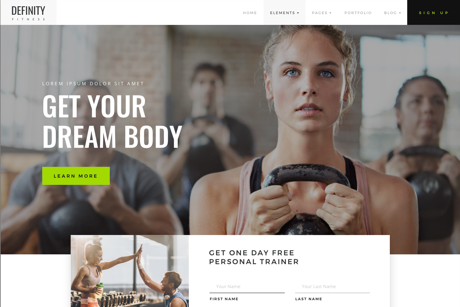 DEFINITY
FITNESS
HOME
ELEMENTS
PAGES
PORTFOLIO
BLOG
SIGN UP
LOREM IPSUM DOLOR SIT AMET
GET YOUR
DREAM BODY
LEARN MORE
GET ONE DAY FREE
PERSONAL TRAINER
Your Name
Your Last Name
FIRST NAME
LAST NAME